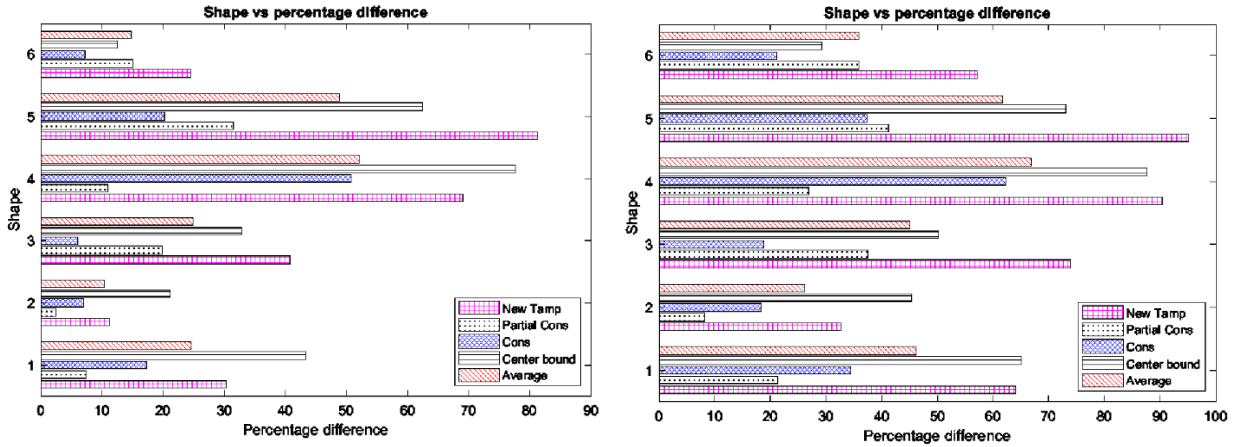 Shape vs percentage difference
6
5
4
3
2
1
Shape
New Tamp
Partial Cons
Cons
Center bound
Average
0 10 20 30 40 50 60 70 80 90
Percentage difference
Shape vs percentage difference
6
5
4
3
2
1
Shape
New Tamp
Partial Cons
Cons
Center bound
Average
0 10 20 30 40 50 60 70 80 90 100
Percentage difference